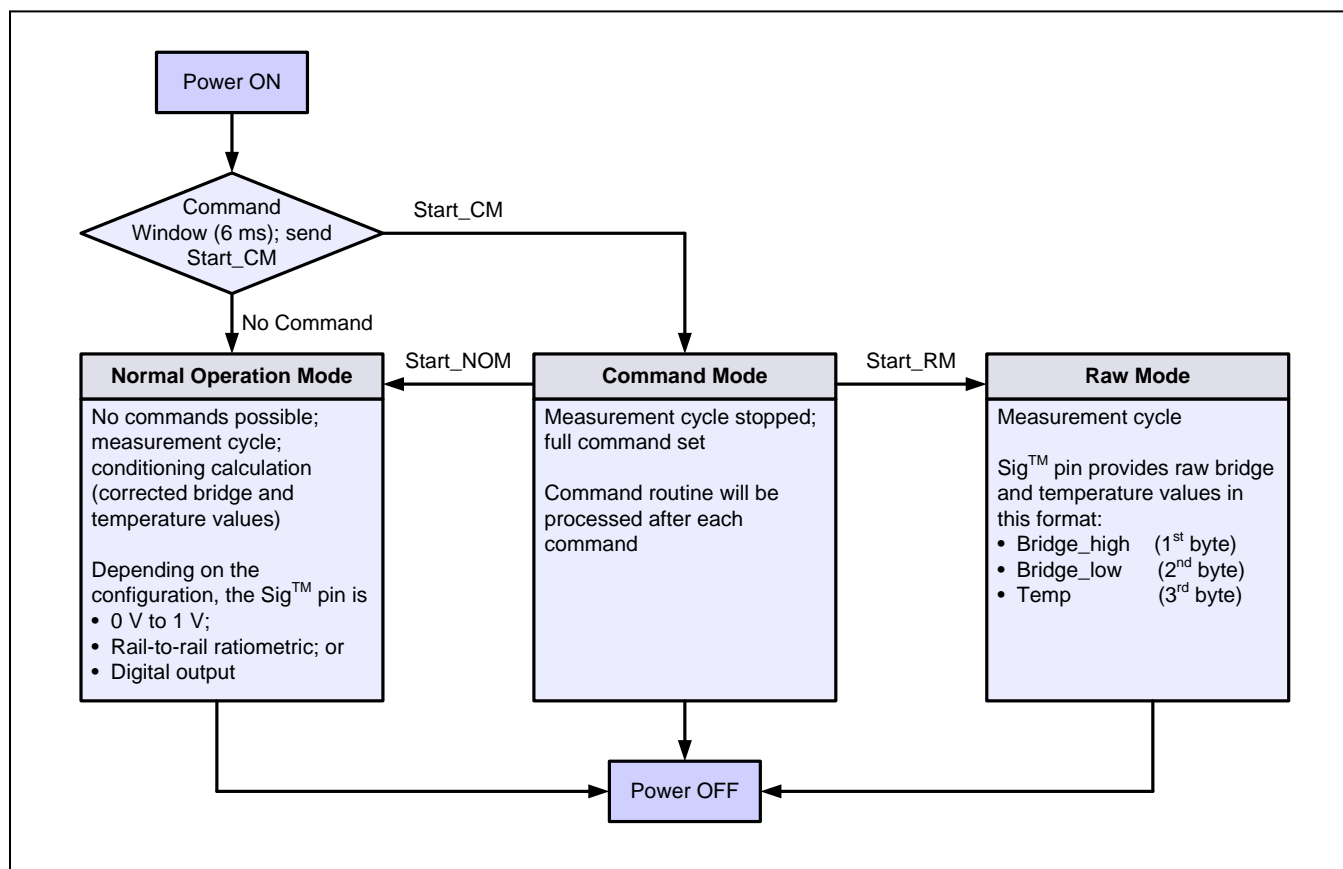 Power ON
Command
Window (6 ms); send
Start_CM
Start_CM
No Command
Normal Operation Mode
No commands possible;
measurement cycle;
conditioning calculation
(corrected bridge and
temperature values)
Depending on the
configuration, the Sig™ pin is
• 0 V to 1 V;
• Rail-to-rail ratiometric; or
• Digital output
Start_NOM
Command Mode
Measurement cycle stopped;
full command set
Command routine will be
processed after each
command
Start_RM
Raw Mode
Measurement cycle
Sig™ pin provides raw bridge
and temperature values in
this format:
• Bridge_high (1st byte)
• Bridge_low (2nd byte)
• Temp (3rd byte)
Power OFF